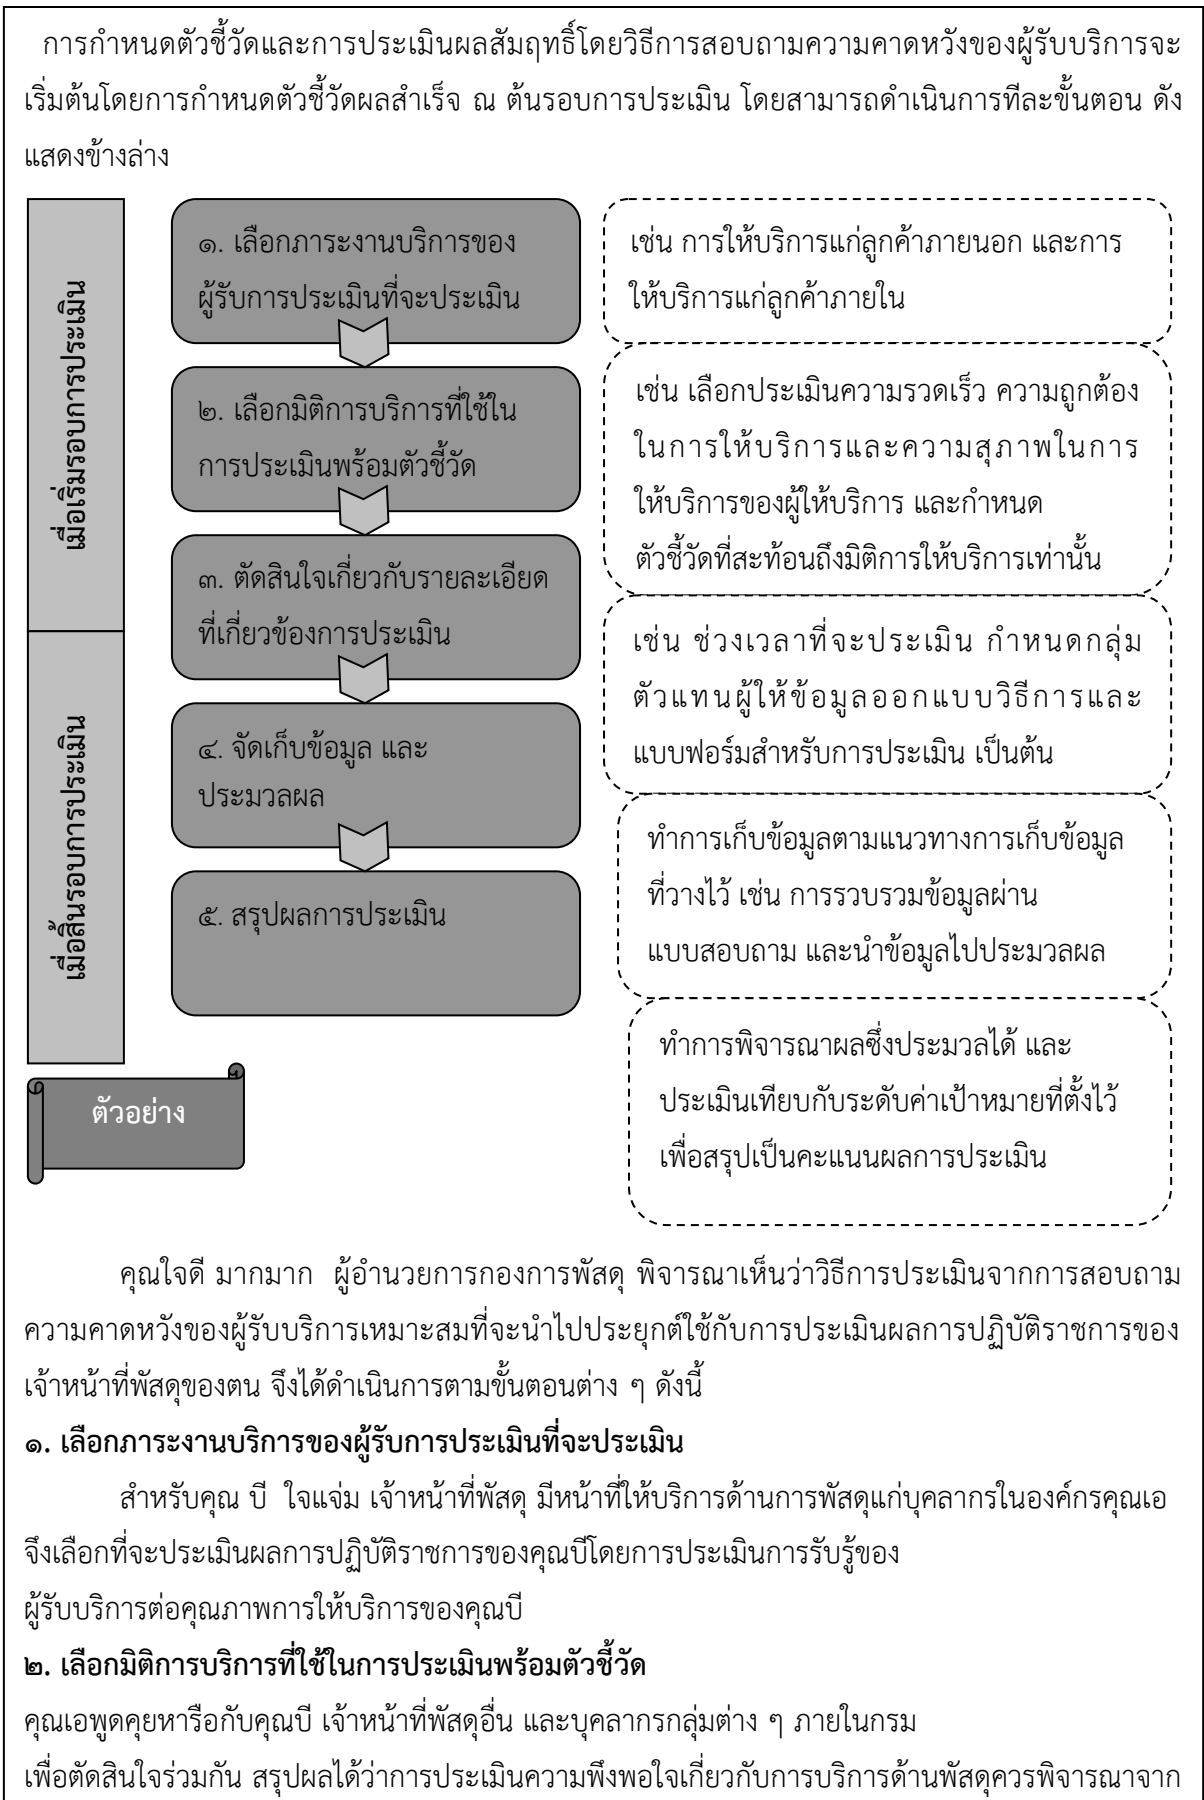 การกำหนดตัวชี้วัดและการประเมินผลสัมฤทธิ์โดยวิธีการสอบถามความคาดหวังของผู้รับบริการจะ
เริ่มต้นโดยการกำหนดตัวชี้วัดผลสำเร็จ ณ ต้นรอบการประเมิน โดยสามารถดำเนินการทีละขั้นตอน ดัง
แสดงข้างล่าง
เมื่อเริ่มรอบการประเมิน
๑. เลือกภาระงานบริการของ
ผู้รับการประเมินที่จะประเมิน
เช่น การให้บริการแก่ลูกค้าภายนอก และการ
ให้บริการแก่ลูกค้าภายใน
๒. เลือกมิติการบริการที่ใช้ใน
การประเมินพร้อมตัวชี้วัด
เช่น เลือกประเมินความรวดเร็ว ความถูกต้อง
ในการให้บริการและความสุภาพในการ
ให้บริการของผู้ให้บริการ และกำหนด
ตัวชี้วัดที่สะท้อนถึงมิติการให้บริการเท่านั้น
๓. ตัดสินใจเกี่ยวกับรายละเอียด
ที่เกี่ยวข้องการประเมิน
เช่น ช่วงเวลาที่จะประเมิน กำหนดกลุ่ม
ตัวแทนผู้ให้ข้อมูลออกแบบวิธีการและ
แบบฟอร์มสำหรับการประเมิน เป็นต้น
เมื่อสิ้นรอบการประเมิน
๔. จัดเก็บข้อมูล และ
ประมวลผล
ทำการเก็บข้อมูลตามแนวทางการเก็บข้อมูล
ที่วางไว้ เช่น การรวบรวมข้อมูลผ่าน
แบบสอบถาม และนำข้อมูลไปประมวลผล
๕. สรุปผลการประเมิน
ทำการพิจารณาผลซึ่งประมวลได้ และ
ประเมินเทียบกับระดับค่าเป้าหมายที่ตั้งไว้
เพื่อสรุปเป็นคะแนนผลการประเมิน
ตัวอย่าง
คุณใจดี มากมาก ผู้อำนวยการกองการพัสดุ พิจารณาเห็นว่าวิธีการประเมินจากการสอบถาม
ความคาดหวังของผู้รับบริการเหมาะสมที่จะนำไปประยุกต์ใช้กับการประเมินผลการปฏิบัติราชการของ
เจ้าหน้าที่พัสดุของตน จึงได้ดำเนินการตามขั้นตอนต่าง ๆ ดังนี้
๑. เลือกภาระงานบริการของผู้รับการประเมินที่จะประเมิน
สำหรับคุณ บี ใจแจ่ม เจ้าหน้าที่พัสดุ มีหน้าที่ให้บริการด้านการพัสดุแก่บุคลากรในองค์กรคุณเอ
จึงเลือกที่จะประเมินผลการปฏิบัติราชการของคุณบีโดยการประเมินการรับรู้ของ
ผู้รับบริการต่อคุณภาพการให้บริการของคุณบี
๒. เลือกมิติการบริการที่ใช้ในการประเมินพร้อมตัวชี้วัด
คุณเอพูดคุยหารือกับคุณบี เจ้าหน้าที่พัสดุอื่น และบุคลากรกลุ่มต่าง ๆ ภายในกรม
เพื่อตัดสินใจร่วมกัน สรุปผลได้ว่าการประเมินความพึงพอใจเกี่ยวกับการบริการด้านพัสดุควรพิจารณาจาก